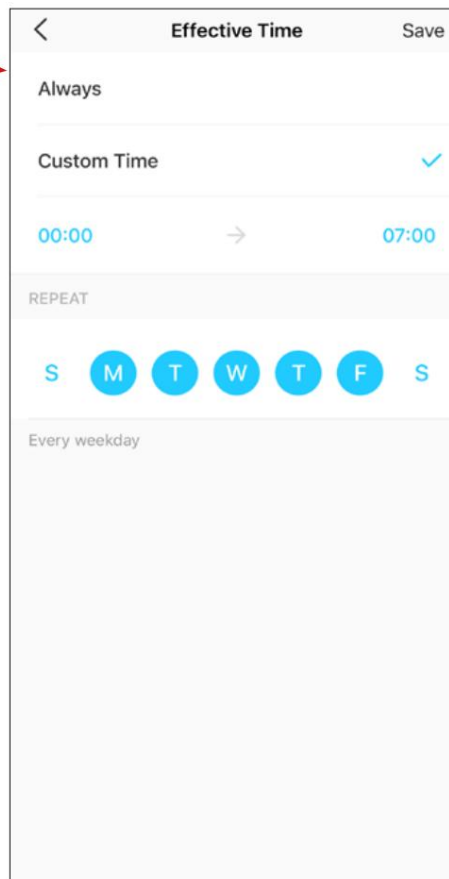 Effective Time Save
Always
Custom Time
00:00 → 07:00
REPEAT
S M T W T F S
Every weekday